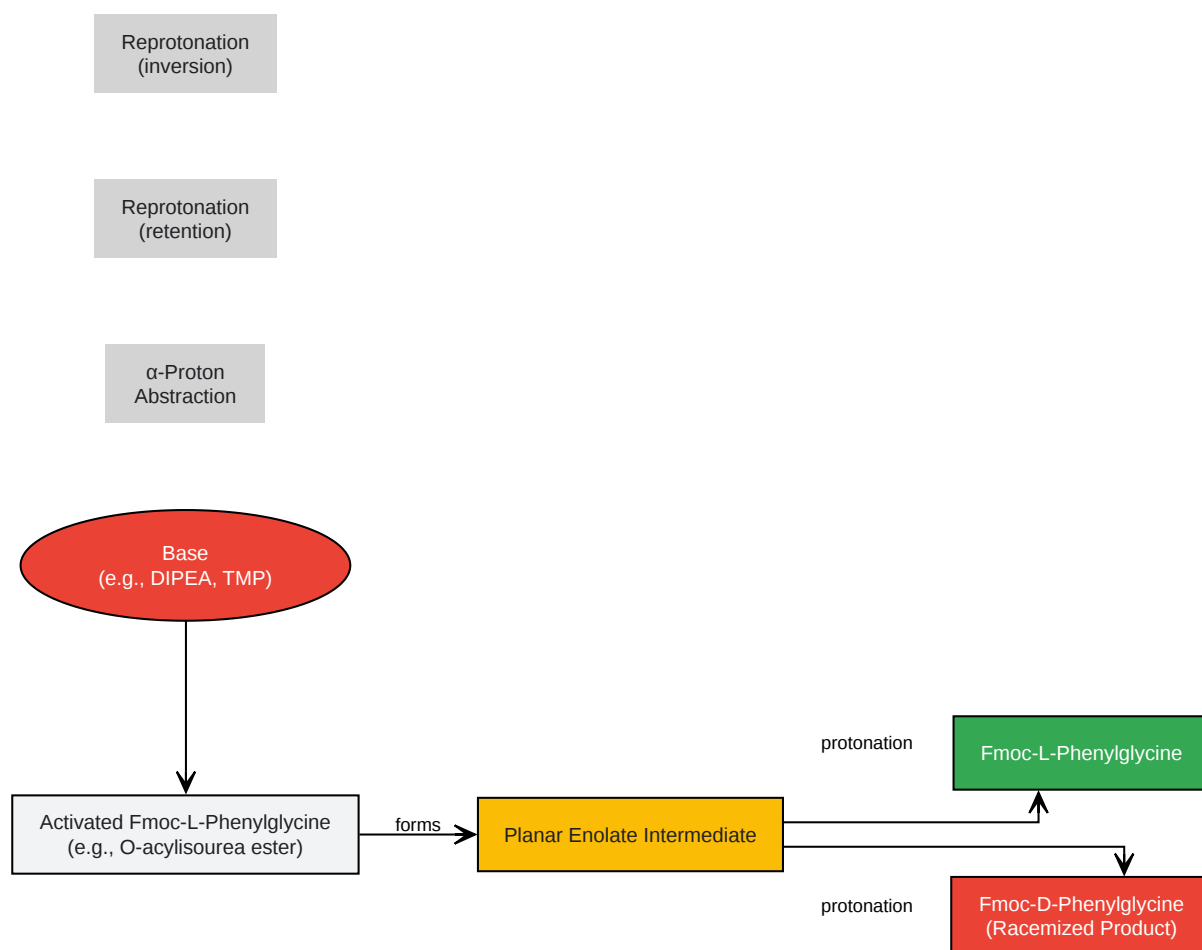 Reprotonation
(inversion)
Reprotonation
(retention)
α-Proton
Abstraction
Base
(e.g., DIPEA, TMP)
Activated Fmoc-L-Phenylglycine
(e.g., O-acylisourea ester)
forms
Planar Enolate Intermediate
protonation
Fmoc-L-Phenylglycine
protonation
Fmoc-D-Phenylglycine
(Racemized Product)